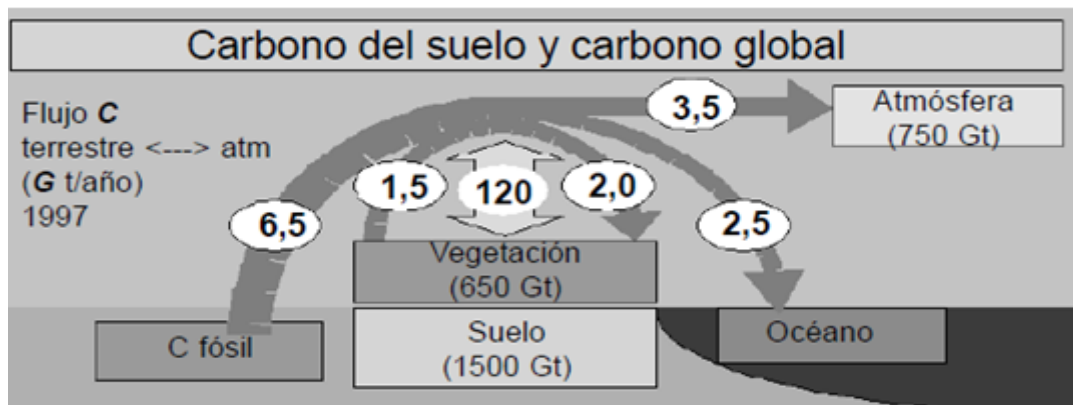 Carbono del suelo y carbono global
Flujo C
terrestre <---> atm
(G t/año)
1997
3,5
Atmósfera
(750 Gt)
1,5
120
2,0
6,5
2,5
Vegetación
(650 Gt)
C fósil
Suelo
(1500 Gt)
Océano